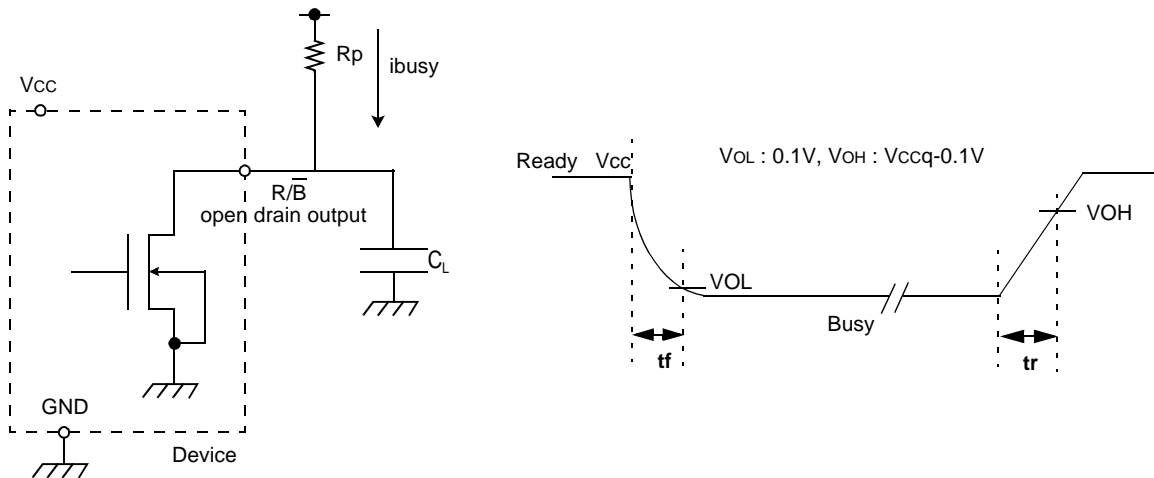 Rp
ibusy
VCC
R/B̅
open drain output
CL
GND
Device
Ready Vcc
VOL : 0.1V, VOH : VCCq-0.1V
VOH
VOL
Busy
tf
tr